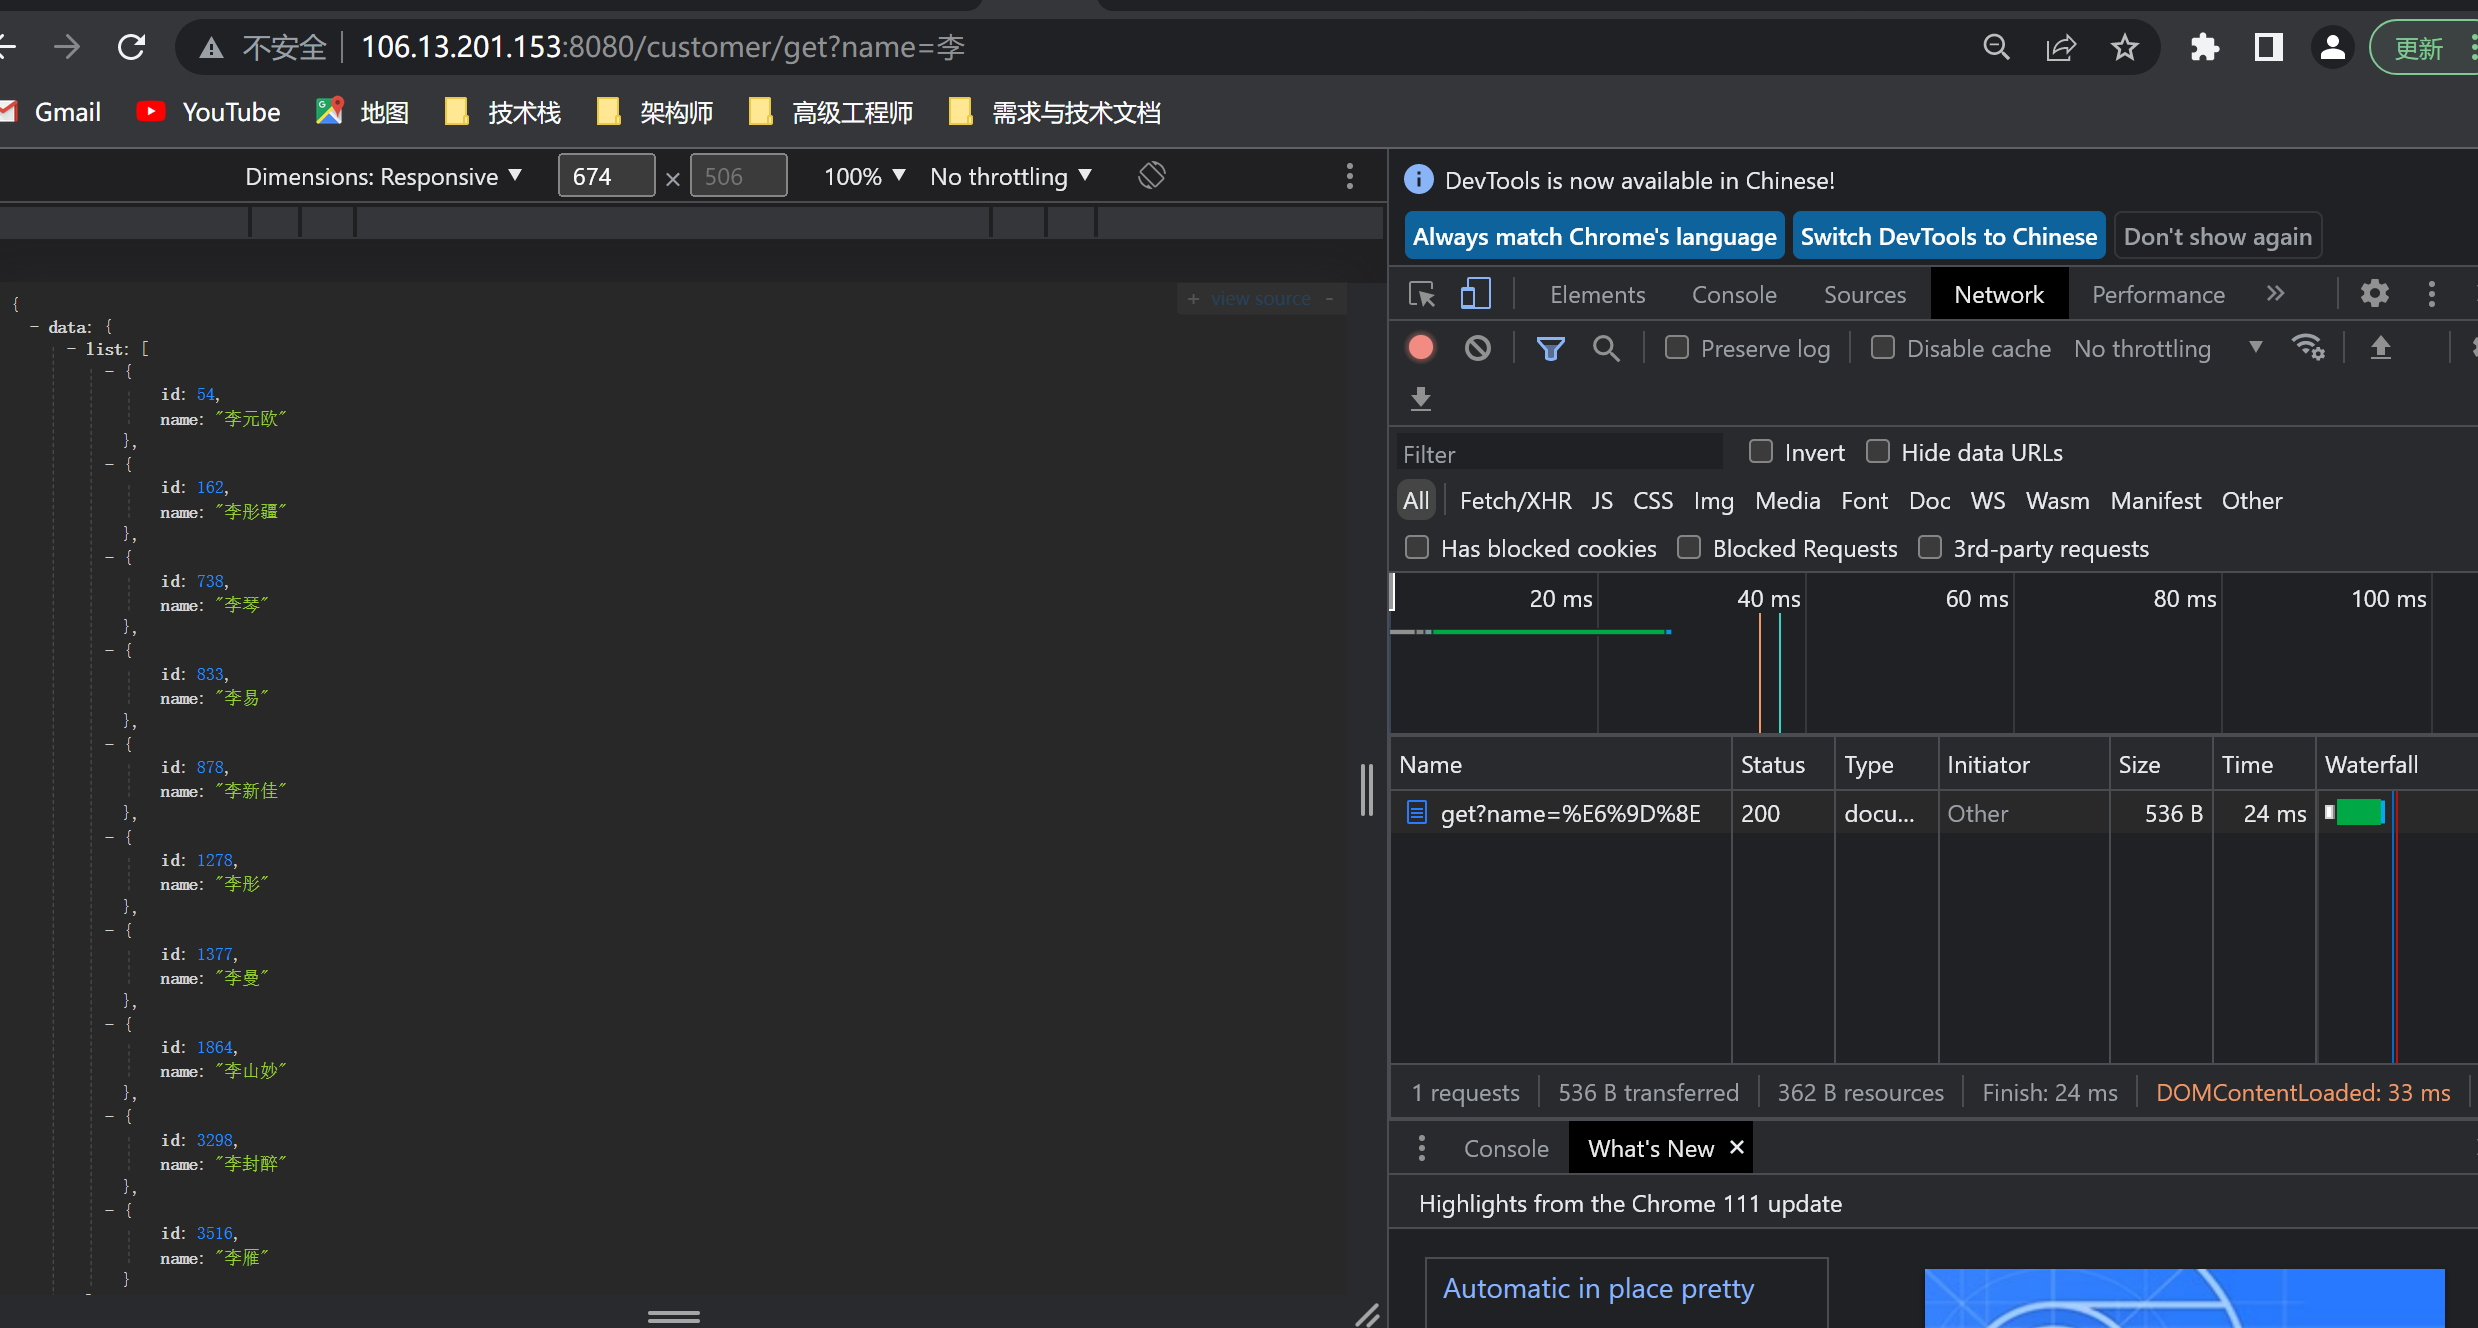 不安全 106.13.201.153:8080/customer/get?name=李 更新
Gmail YouTube 地图 技术栈 架构师 高级工程师 需求与技术文档
Dimensions: Responsive ▼ 674 × 506 100% ▼ No throttling ▼
+ view source -
{
- data: {
- list: [
- {
id: 54,
name: "李元欧"
},
- {
id: 162,
name: "李彤疆"
},
- {
id: 738,
name: "李琴"
},
- {
id: 833,
name: "李易"
},
- {
id: 878,
name: "李新佳"
},
- {
id: 1278,
name: "李彤"
},
- {
id: 1377,
name: "李曼"
},
- {
id: 1864,
name: "李山妙"
},
- {
id: 3298,
name: "李封醉"
},
- {
id: 3516,
name: "李雁"
}
DevTools is now available in Chinese!
Always match Chrome's language Switch DevTools to Chinese Don't show again
Elements Console Sources Network Performance »
Preserve log Disable cache No throttling ▼
Filter Invert Hide data URLs
All Fetch/XHR JS CSS Img Media Font Doc WS Wasm Manifest Other
Has blocked cookies Blocked Requests 3rd-party requests
20 ms 40 ms 60 ms 80 ms 100 ms
Name Status Type Initiator Size Time Waterfall
get?name=%E6%9D%8E 200 docu... Other 536 B 24 ms
1 requests 536 B transferred 362 B resources Finish: 24 ms DOMContentLoaded: 33 ms
Console What's New ×
Highlights from the Chrome 111 update
Automatic in place pretty